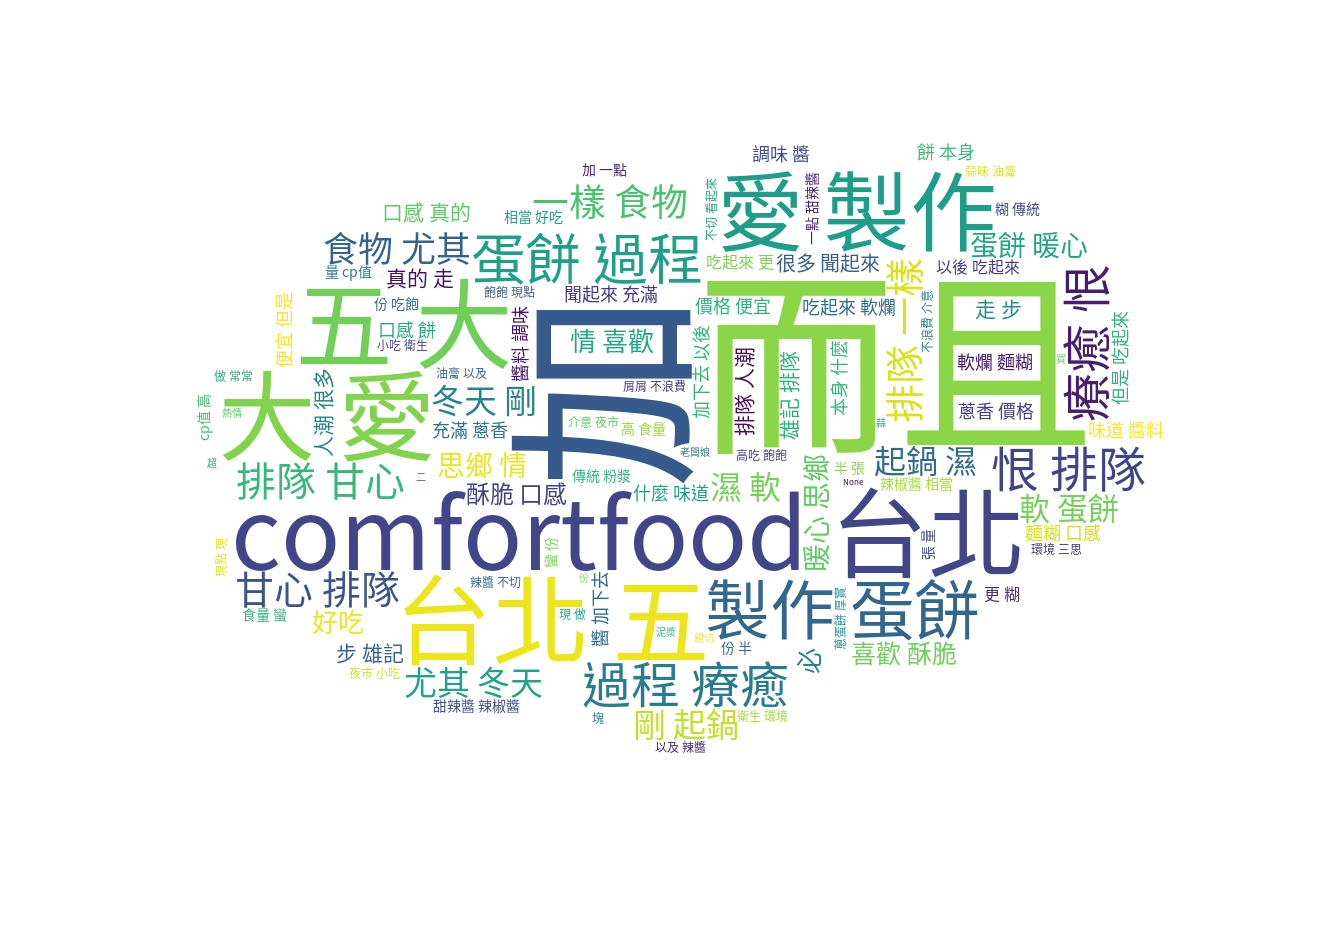 餅 本身
調味 醬
加 一點
蒜味 油膏
愛 製作
一點 甜辣醬
不切 看起來
一樣 食物
口感 真的
相當 好吃
糊 傳統
食物 尤其
蛋餅 過程
蛋餅 暖心
很多 聞起來
吃起來 更
以後 吃起來
量 cp值
真的 走
飽飽 現點
聞起來 充滿
而且
排隊 一樣
恨
療癒
五 大
份 吃飽
便宜 但是
口感 餅
小吃 衛生
醬料 調味
另
情 喜歡
價格 便宜
吃起來 軟爛
不浪費 介意
走 步
但是 吃起來
做 常常
大 愛
人潮 很多
油膏 以及
冬天 剛
屑屑 不浪費
加下去 以後
排隊 人潮
雄記 排隊
本身 什麼
軟爛 麵糊
蔥香 價格
cp值 高
熱情
充滿 蔥香
介意 夜市
高 食量
蒜
味道 醬料
超
老闆娘
高吃 飽飽
排隊 甘心
二
思鄉 情
傳統 粉漿
酥脆 口感
什麼 味道
濕 軟
暖心 思鄉
半 張
None
起鍋 濕
辣椒醬 相當
恨 排隊
comfortfood 台北
軟 蛋餅
麵糊 口感
環境 三思
張 量
現點 現
蠻 份
甘心 排隊
辣醬 不切
份
台北 五
醬 加下去
製作 蛋餅
更 糊
食量 蠻
好吃
現 做
泥漿
親切
份 半
蔥蛋餅 厚實
步 雄記
必
喜歡 酥脆
夜市 小吃
尤其 冬天
過程 療癒
甜辣醬 辣椒醬
塊
剛 起鍋
衛生 環境
以及 辣醬